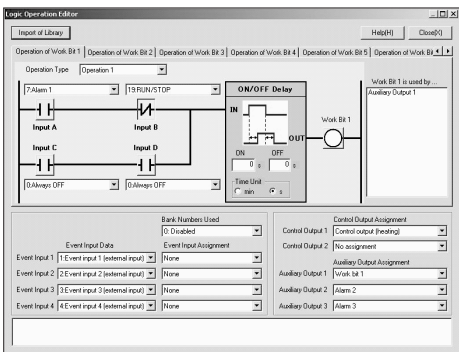 Logic Operation Editor
Import of Library
Help(H)
Close(X)
Operation of Work Bit 1
Operation of Work Bit 2
Operation of Work Bit 3
Operation of Work Bit 4
Operation of Work Bit 5
Operation of Work Bit
Operation Type
Operation 1
7:Alarm 1
19:RUN/STOP
ON/OFF Delay
Work Bit 1 is used by...
Auxiliary Output 1
IN
OUT
Work Bit 1
Input A
Input B
Input C
Input D
ON
OFF
0 s
0 s
Time Unit
min
s
0:Always OFF
0:Always OFF
Bank Numbers Used
0: Disabled
Event Input Data
Event Input Assignment
Event Input 1
1:Event input 1 (external input)
None
Event Input 2
2:Event input 2 (external input)
None
Event Input 3
3:Event input 3 (external input)
None
Event Input 4
4:Event input 4 (external input)
None
Control Output Assignment
Control Output 1
Control output (heating)
Control Output 2
No assignment
Auxiliary Output Assignment
Auxiliary Output 1
Work bit 1
Auxiliary Output 2
Alarm 2
Auxiliary Output 3
Alarm 3